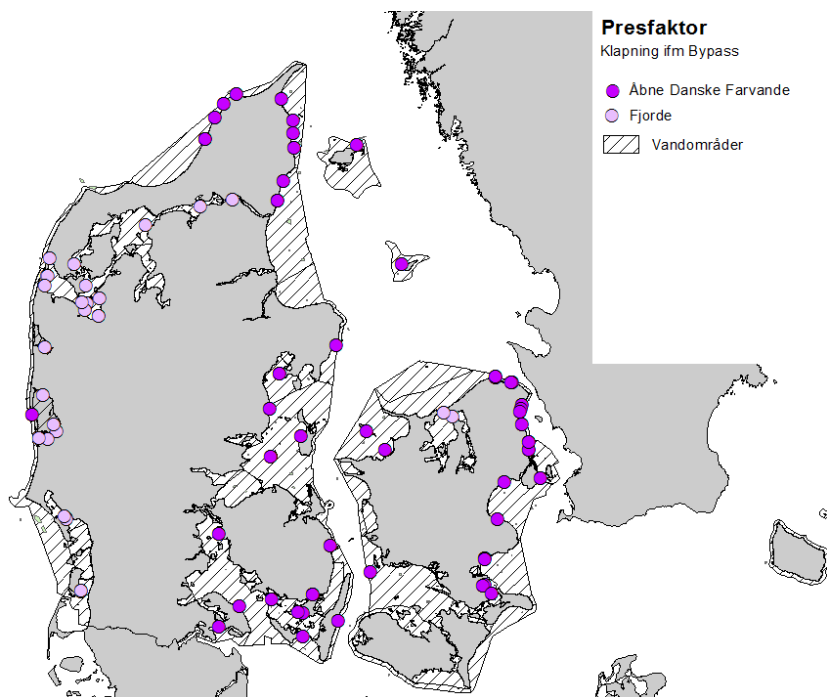 Presfaktor
Klapning ifm Bypass
Åbne Danske Farvande
Fjorde
Vandområder